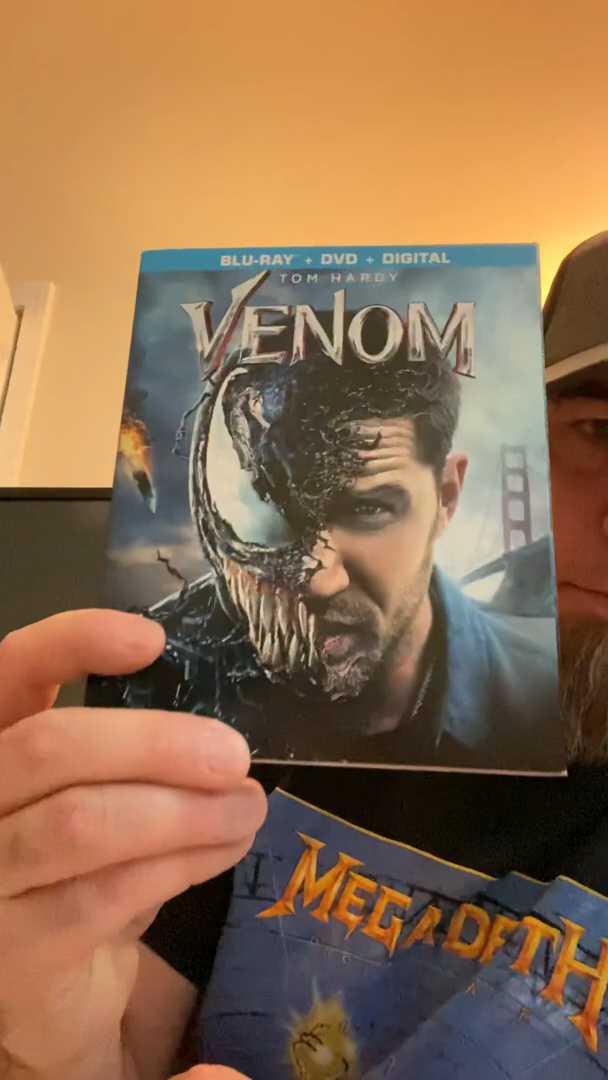 BLU-RAY + DVD + DIGITAL
TOM HARDY
VENOM
MEGADETH